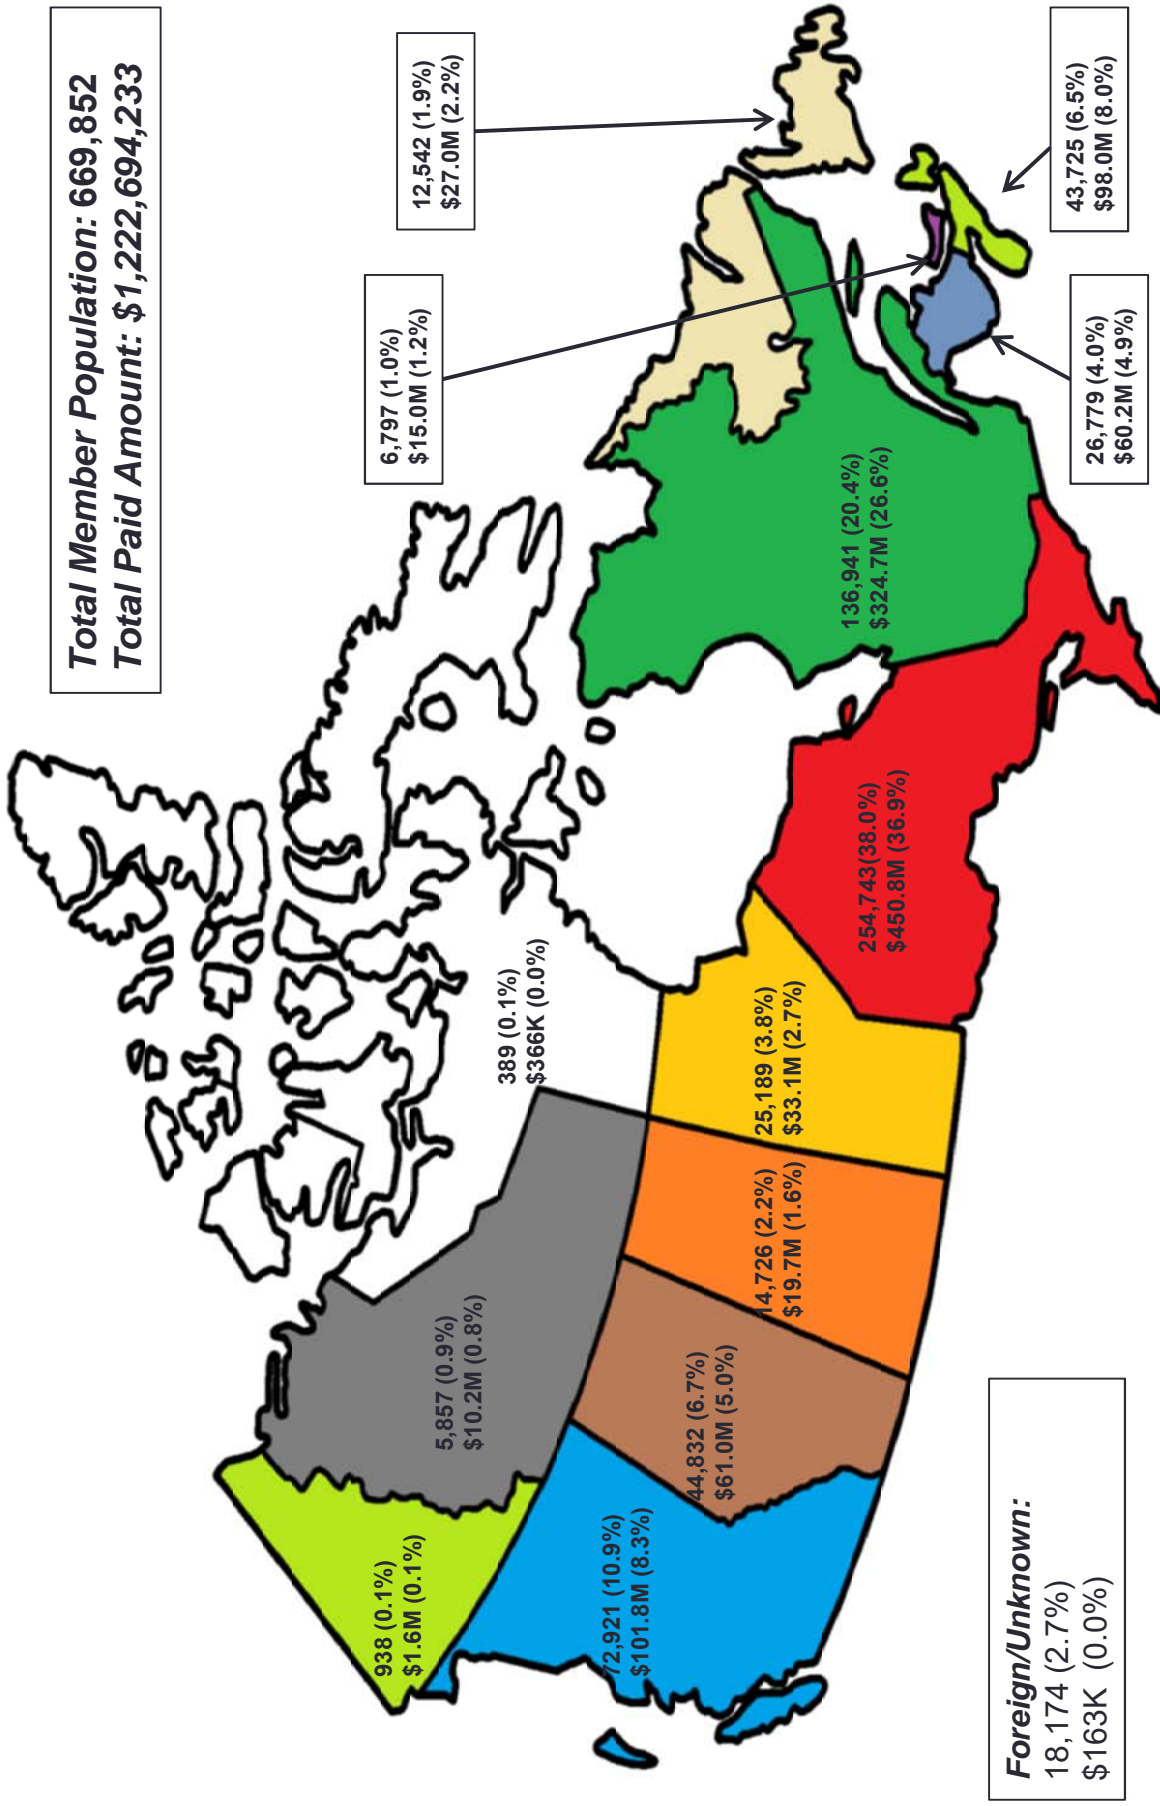 Total Member Population: 669,852
Total Paid Amount: $1,222,694,233
12,542 (1.9%)
$27.0M (2.2%)
6,797 (1.0%)
$15.0M (1.2%)
43,725 (6.5%)
$98.0M (8.0%)
26,779 (4.0%)
$60.2M (4.9%)
136,941 (20.4%)
$324.7M (26.6%)
254,743(38.0%)
$450.8M (36.9%)
389 (0.1%)
$366K (0.0%)
25,189 (3.8%)
$33.1M (2.7%)
14,726 (2.2%)
$19.7M (1.6%)
44,832 (6.7%)
$61.0M (5.0%)
5,857 (0.9%)
$10.2M (0.8%)
938 (0.1%)
$1.6M (0.1%)
72,921 (10.9%)
$101.8M (8.3%)
Foreign/Unknown:
18,174 (2.7%)
$163K (0.0%)